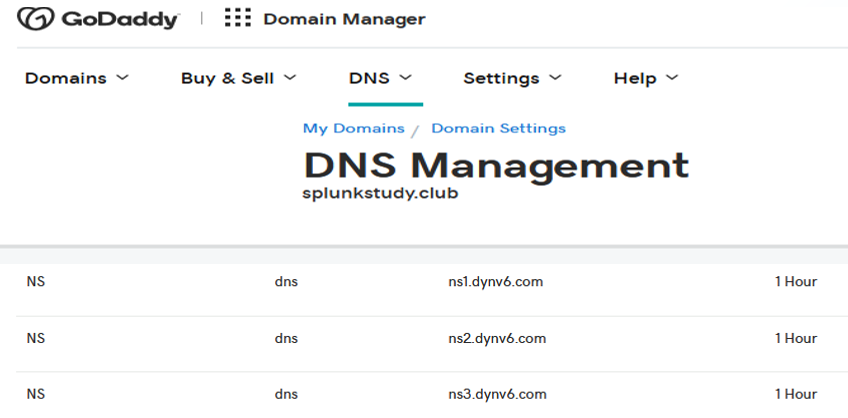 GoDaddy Domain Manager
Domains Buy & Sell DNS Settings Help
My Domains / Domain Settings
DNS Management
splunkstudy.club
NS dns ns1.dynv6.com 1 Hour
NS dns ns2.dynv6.com 1 Hour
NS dns ns3.dynv6.com 1 Hour